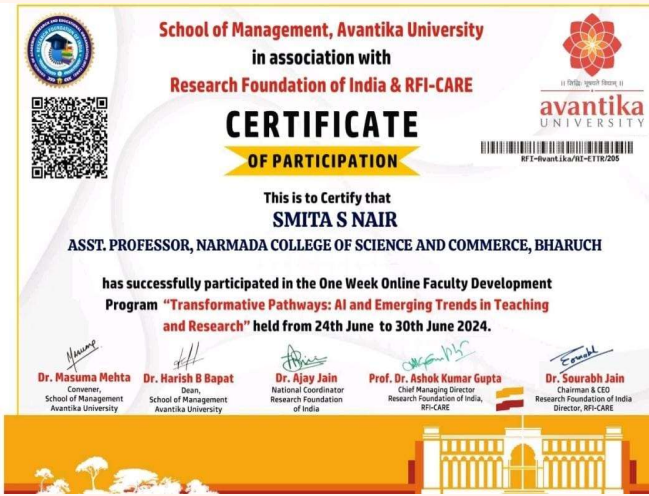 School of Management, Avantika University
in association with
Research Foundation of India & RFI-CARE
|| सिद्धिः भूषयते विद्याम् ||
avantika
UNIVERSITY
CERTIFICATE
OF PARTICIPATION
RFI-Avantika/AI-ETTR/205
This is to Certify that
SMITA S NAIR
ASST. PROFESSOR, NARMADA COLLEGE OF SCIENCE AND COMMERCE, BHARUCH
has successfully participated in the One Week Online Faculty Development
Program "Transformative Pathways: AI and Emerging Trends in Teaching
and Research" held from 24th June to 30th June 2024.
Dr. Masuma Mehta
Convener,
School of Management
Avantika University
Dr. Harish B Bapat
Dean,
School of Management
Avantika University
Dr. Ajay Jain
National Coordinator
Research Foundation
of India
Prof. Dr. Ashok Kumar Gupta
Chief Managing Director
Research Foundation of India,
RFI-CARE
Dr. Sourabh Jain
Chairman & CEO
Research Foundation of India
Director, RFI-CARE